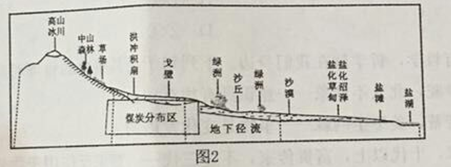 高山冰川
中山森林
草场
洪冲积扇
戈壁
绿洲
沙丘
绿洲
沙漠
盐化草甸
盐化沼泽
盐滩
盐湖
煤炭分布区
地下径流
图2